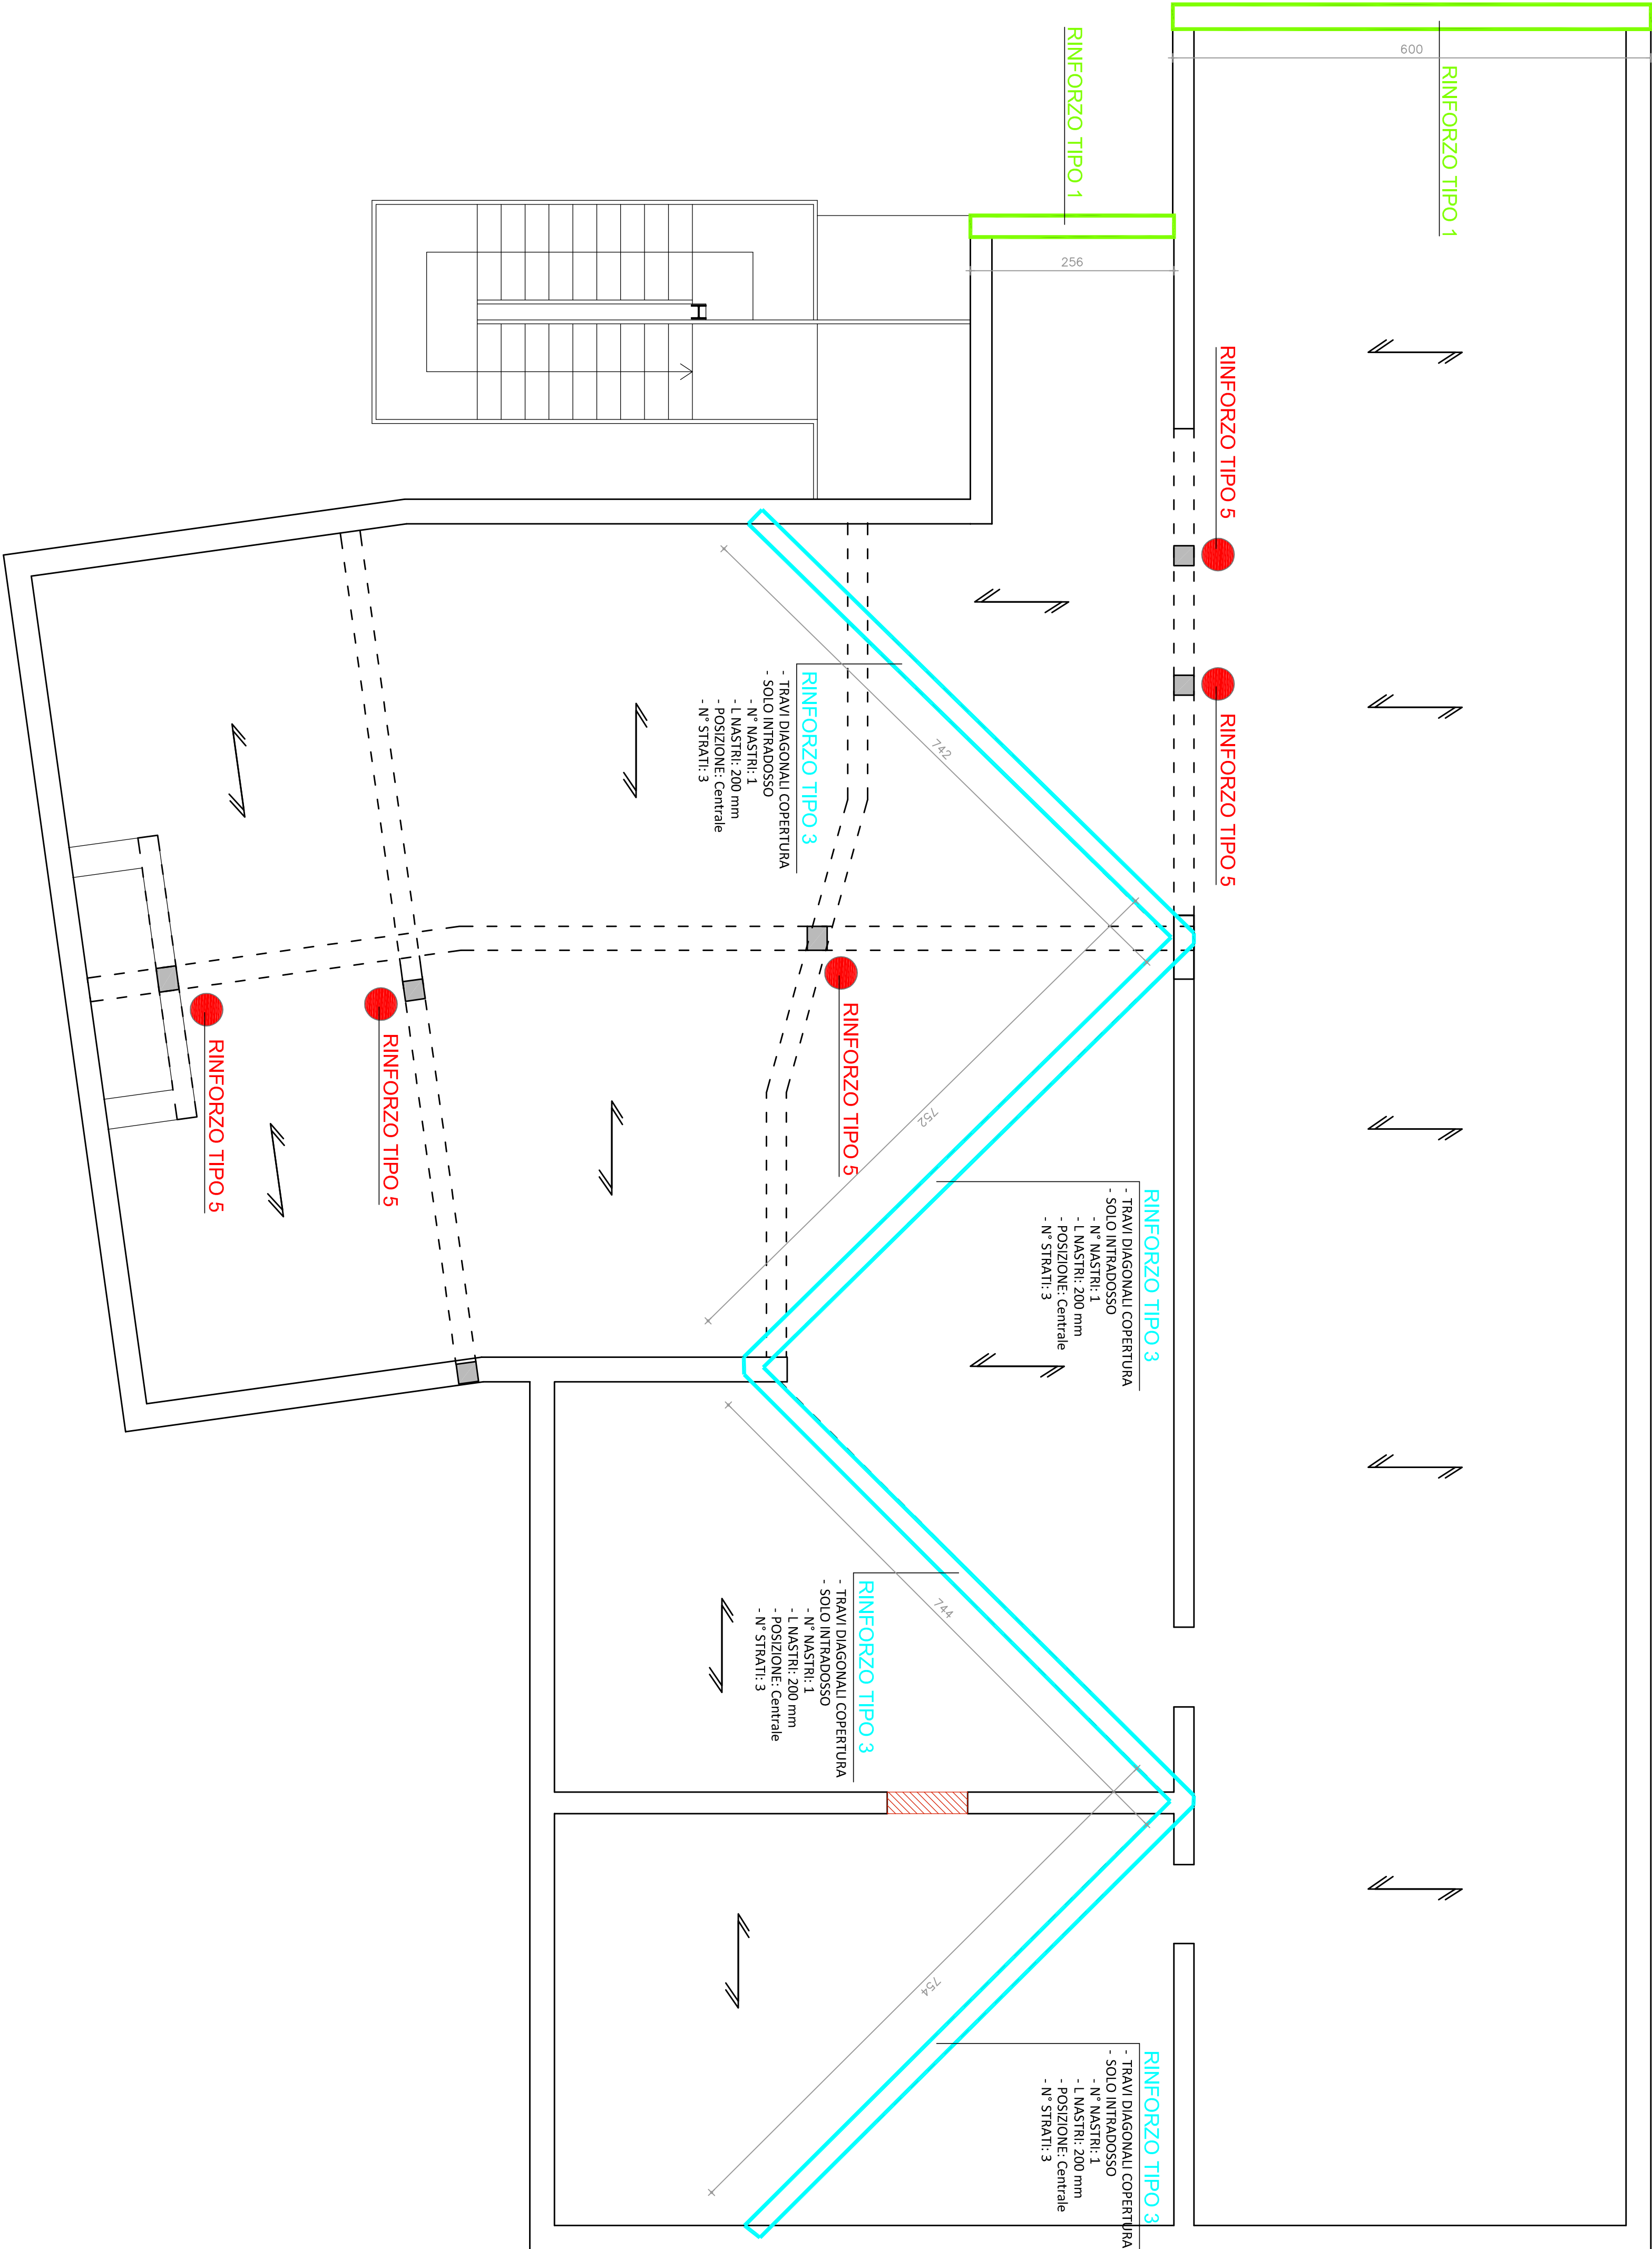 600
RINFORZO TIPO 1
RINFORZO TIPO 1
256
RINFORZO TIPO 5
RINFORZO TIPO 5
RINFORZO TIPO 3
- TRAVI DIAGONALI COPERTURA
- SOLO INTRADOSSO
- N° NASTRI: 1
- L NASTRI: 200 mm
- POSIZIONE: Centrale
- N° STRATI: 3
742
RINFORZO TIPO 5
RINFORZO TIPO 5
RINFORZO TIPO 5
752
RINFORZO TIPO 3
- TRAVI DIAGONALI COPERTURA
- SOLO INTRADOSSO
- N° NASTRI: 1
- L NASTRI: 200 mm
- POSIZIONE: Centrale
- N° STRATI: 3
744
RINFORZO TIPO 3
- TRAVI DIAGONALI COPERTURA
- SOLO INTRADOSSO
- N° NASTRI: 1
- L NASTRI: 200 mm
- POSIZIONE: Centrale
- N° STRATI: 3
754
RINFORZO TIPO 3
- TRAVI DIAGONALI COPERTURA
- SOLO INTRADOSSO
- N° NASTRI: 1
- L NASTRI: 200 mm
- POSIZIONE: Centrale
- N° STRATI: 3